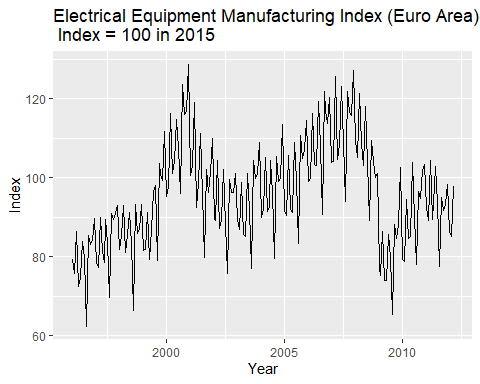 Electrical Equipment Manufacturing Index (Euro Area)
Index = 100 in 2015
120
100
80
60
Index
2000 2005 2010
Year